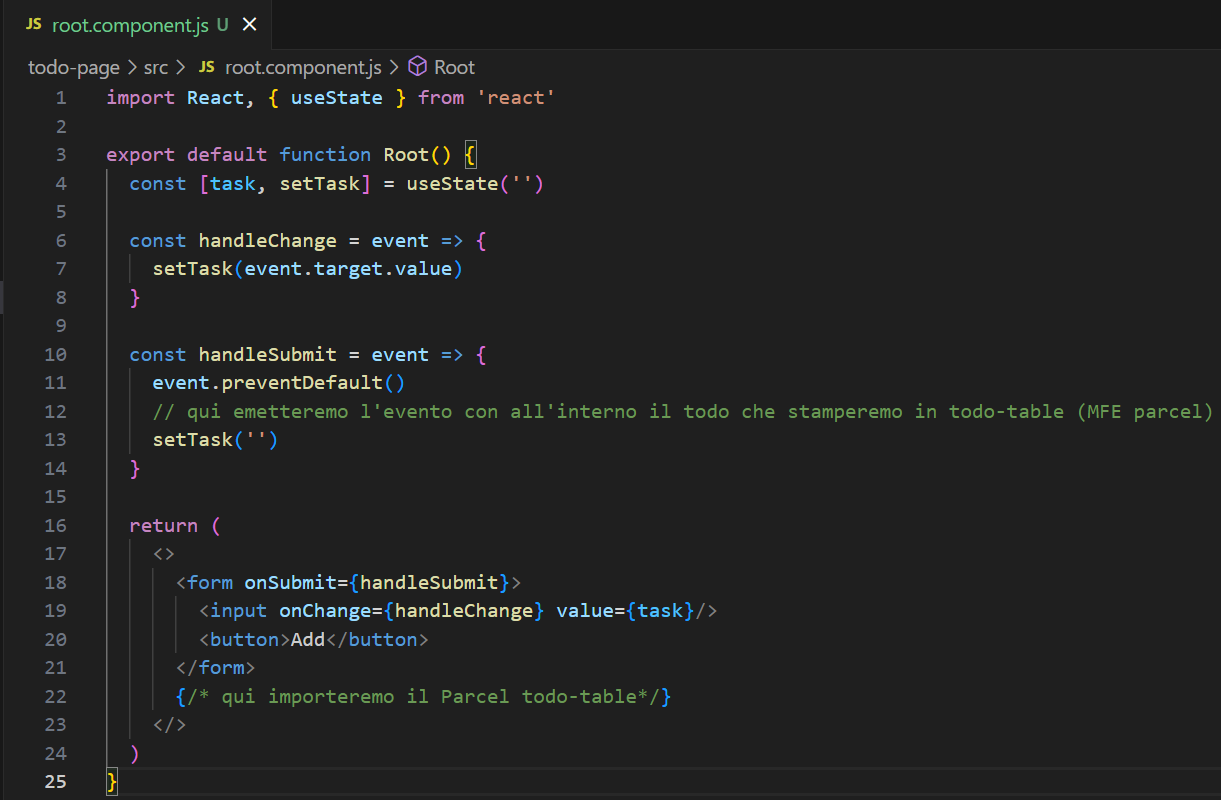 JS root.component.js U ×
todo-page > src > JS root.component.js > Root
1 import React, { useState } from 'react'
2
3 export default function Root() {
4   const [task, setTask] = useState('')
5
6   const handleChange = event => {
7     setTask(event.target.value)
8   }
9
10   const handleSubmit = event => {
11     event.preventDefault()
12     // qui emetteremo l'evento con all'interno il todo che stamperemo in todo-table (MFE parcel)
13     setTask('')
14   }
15
16   return (
17     <>
18       <form onSubmit={handleSubmit}>
19         <input onChange={handleChange} value={task}/>
20         <button>Add</button>
21       </form>
22       {/* qui importeremo il Parcel todo-table*/}
23     </>
24   )
25 }